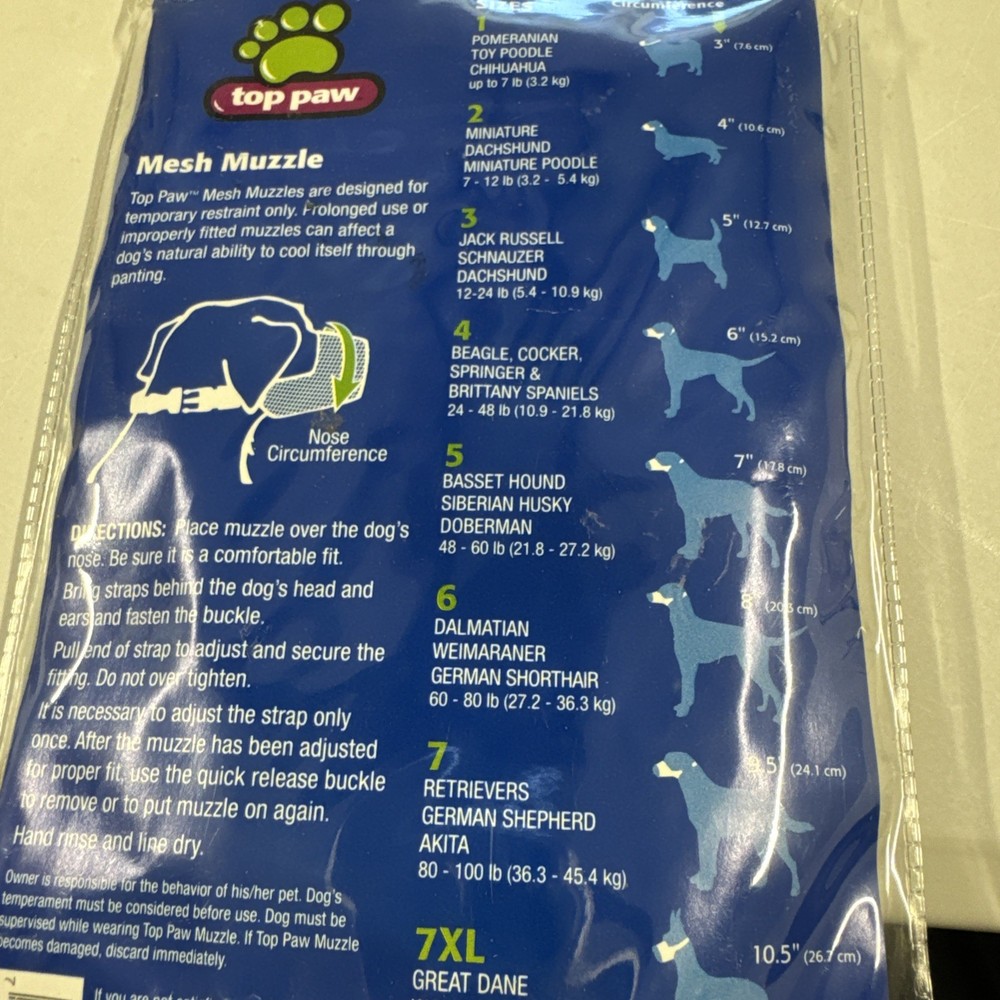 top paw
Mesh Muzzle
Top Paw™ Mesh Muzzles are designed for
temporary restraint only. Prolonged use or
improperly fitted muzzles can affect a
dog's natural ability to cool itself through
panting.
Nose
Circumference
DIRECTIONS: Place muzzle over the dog's
nose. Be sure it is a comfortable fit.
Bring straps behind the dog's head and
ears and fasten the buckle.
Pull end of strap to adjust and secure the
fitting. Do not over tighten.
It is necessary to adjust the strap only
once. After the muzzle has been adjusted
for proper fit, use the quick release buckle
to remove or to put muzzle on again.
Hand rinse and line dry.
Owner is responsible for the behavior of his/her pet. Dog's
temperament must be considered before use. Dog must be
supervised while wearing Top Paw Muzzle. If Top Paw Muzzle
becomes damaged, discard immediately.
If you are not
2
SIZES
Circumference
1
POMERANIAN
TOY POODLE
CHIHUAHUA
up to 7 lb (3.2 kg)
3" (7.6 cm)
2
MINIATURE
DACHSHUND
MINIATURE POODLE
7 - 12 lb (3.2 - 5.4 kg)
4" (10.6 cm)
3
JACK RUSSELL
SCHNAUZER
DACHSHUND
12-24 lb (5.4 - 10.9 kg)
5" (12.7 cm)
4
BEAGLE, COCKER,
SPRINGER &
BRITTANY SPANIELS
24 - 48 lb (10.9 - 21.8 kg)
6" (15.2 cm)
5
BASSET HOUND
SIBERIAN HUSKY
DOBERMAN
48 - 60 lb (21.8 - 27.2 kg)
7" (17.8 cm)
6
DALMATIAN
WEIMARANER
GERMAN SHORTHAIR
60 - 80 lb (27.2 - 36.3 kg)
8" (20.3 cm)
7
RETRIEVERS
GERMAN SHEPHERD
AKITA
80 - 100 lb (36.3 - 45.4 kg)
9.5" (24.1 cm)
7XL
GREAT DANE
10.5" (26.7 cm)